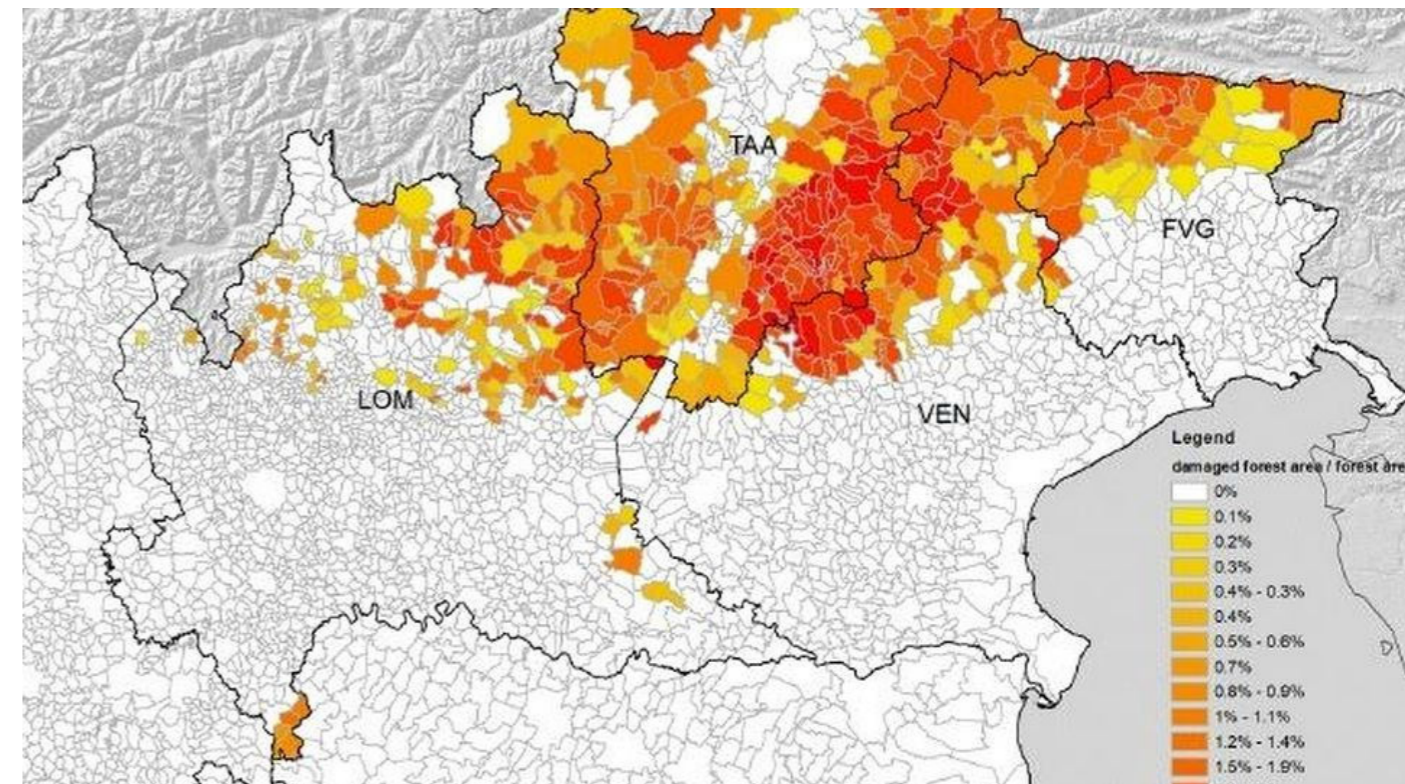 TAA
FVG
LOM
VEN
Legend
damaged forest area / forest are
0%
0.1%
0.2%
0.3%
0.4% - 0.3%
0.4%
0.5% - 0.6%
0.7%
0.8% - 0.9%
1% - 1.1%
1.2% - 1.4%
1.5% - 1.9%